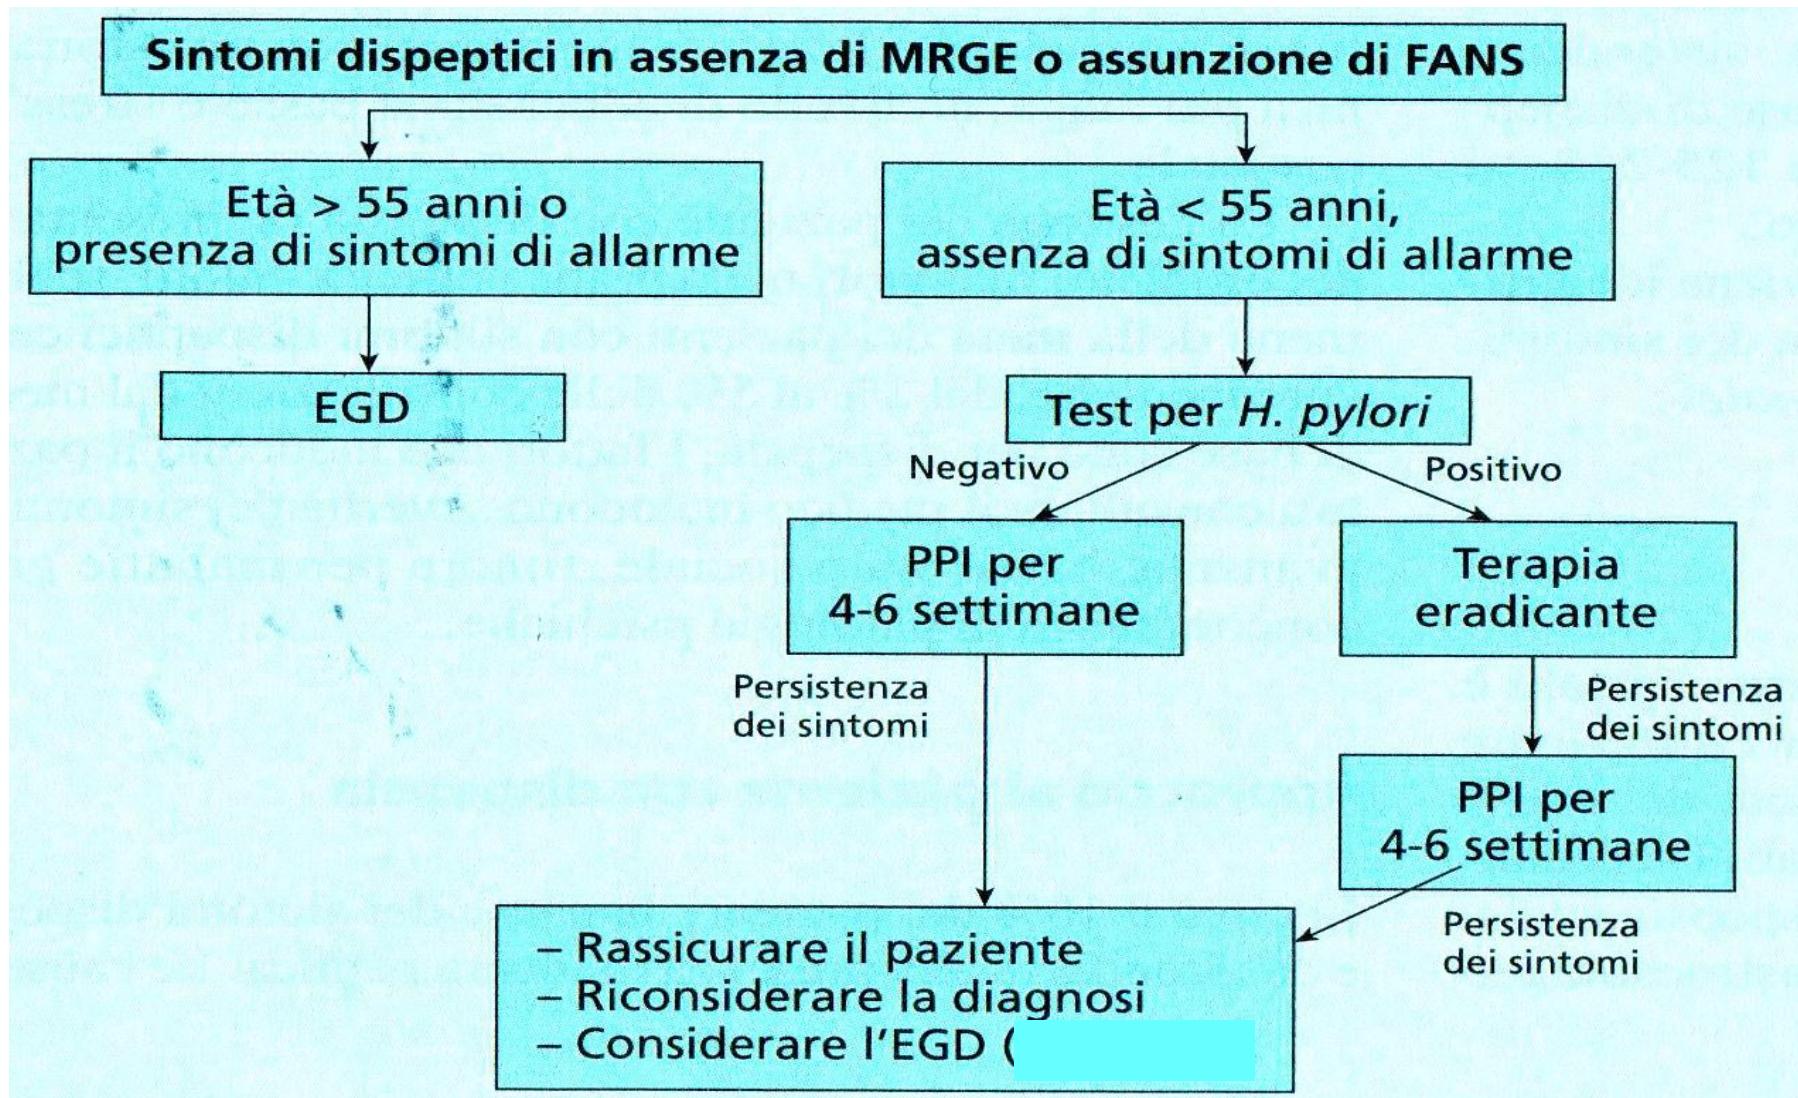 Sintomi dispeptici in assenza di MRGE o assunzione di FANS
Età > 55 anni o
presenza di sintomi di allarme
Età < 55 anni,
assenza di sintomi di allarme
EGD
Test per H. pylori
Negativo
Positivo
PPI per
4-6 settimane
Terapia
eradicante
Persistenza
dei sintomi
Persistenza
dei sintomi
PPI per
4-6 settimane
Persistenza
dei sintomi
– Rassicurare il paziente
– Riconsiderare la diagnosi
– Considerare l'EGD (